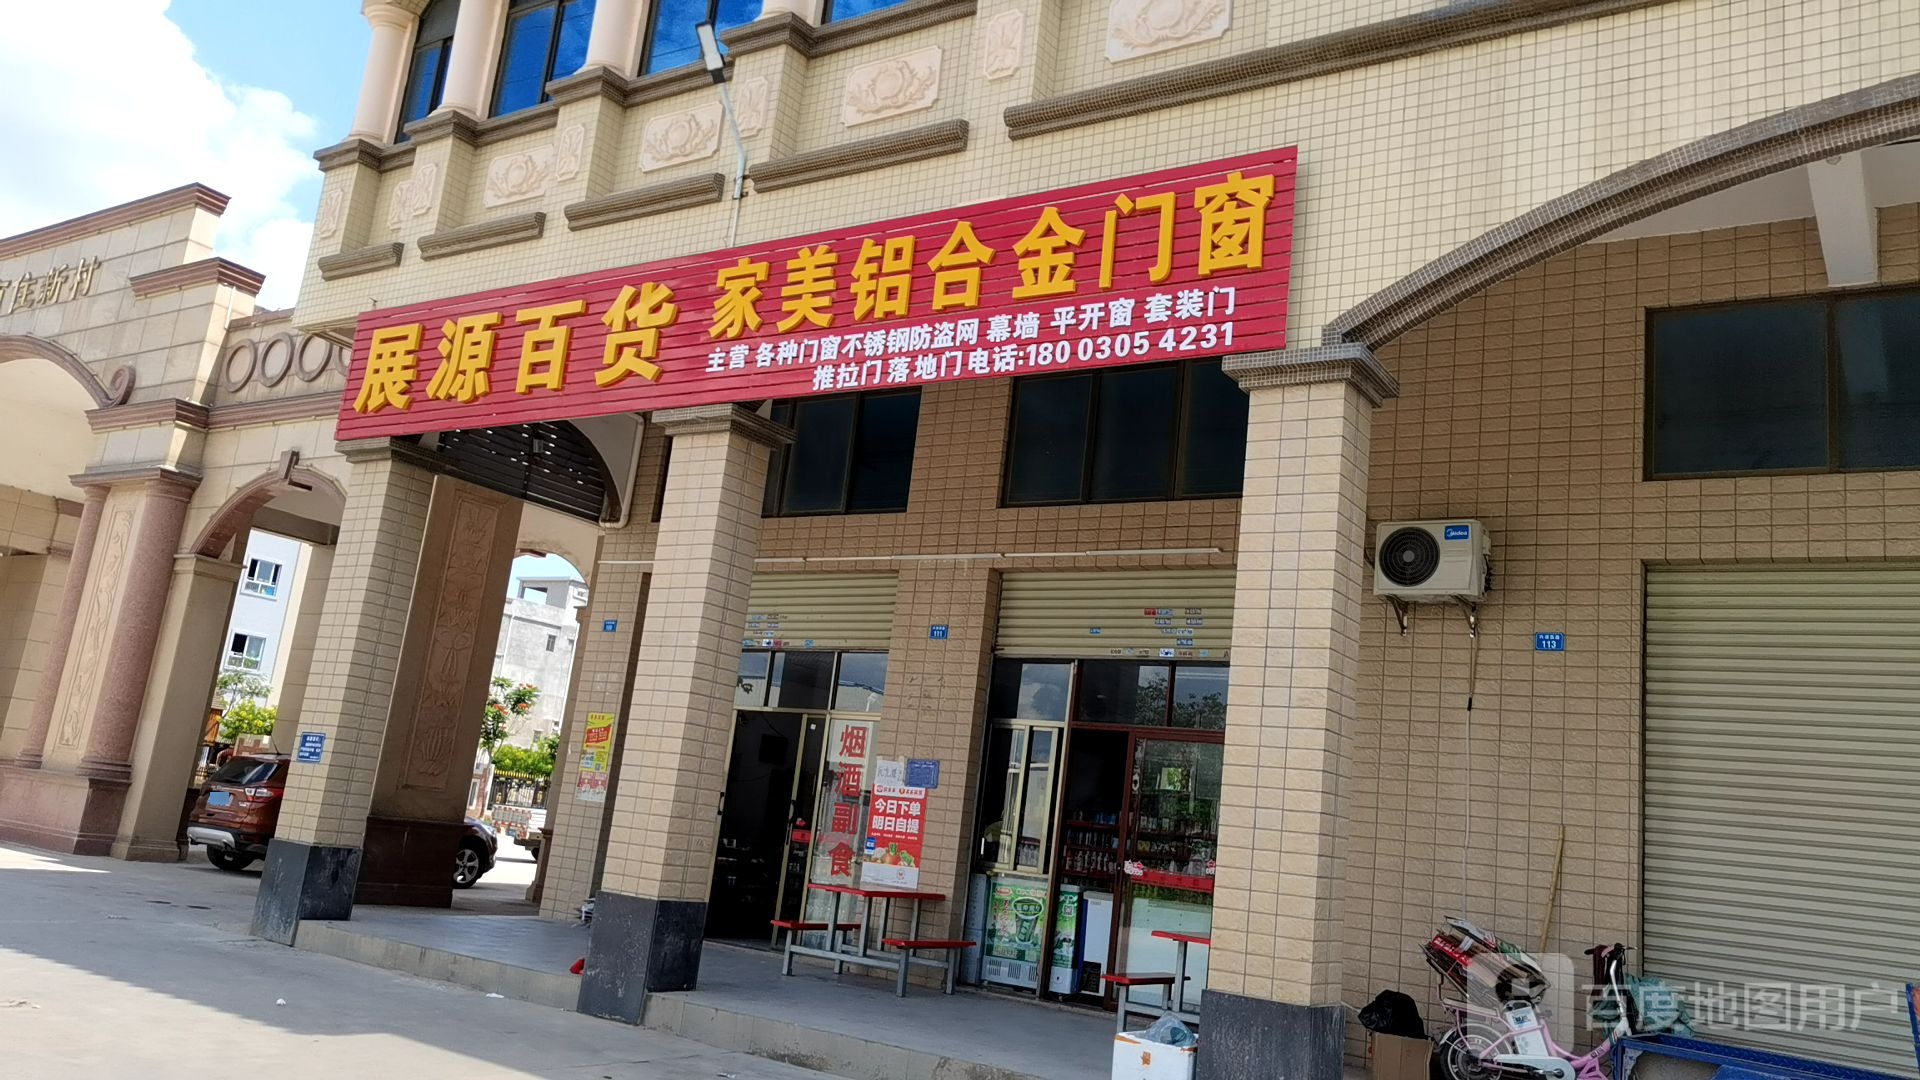 住新村
展源百货 家美铝合金门窗
主营 各种门窗不锈钢防盗网 幕墙 平开窗 套装门
推拉门 落地门 电话:180 0305 4231
Midea
111
113
烟酒副食
今日下单
明日自提
百度地图用户